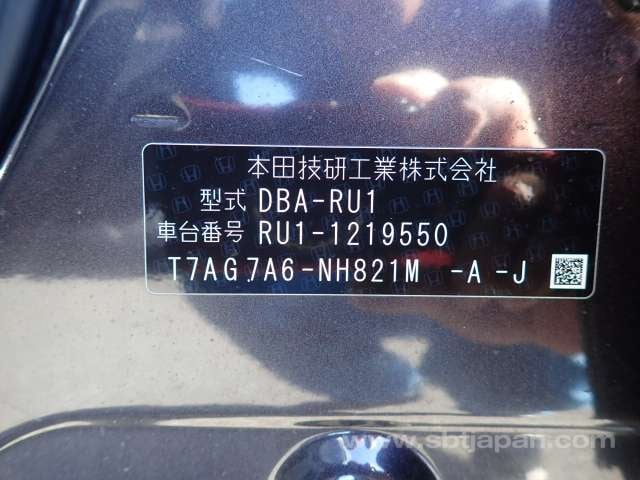 本田技研工業株式会社
型式 DBA-RU1
車台番号 RU1-1219550
T7AG7A6-NH821M -A-J
www.sbtjapan.com